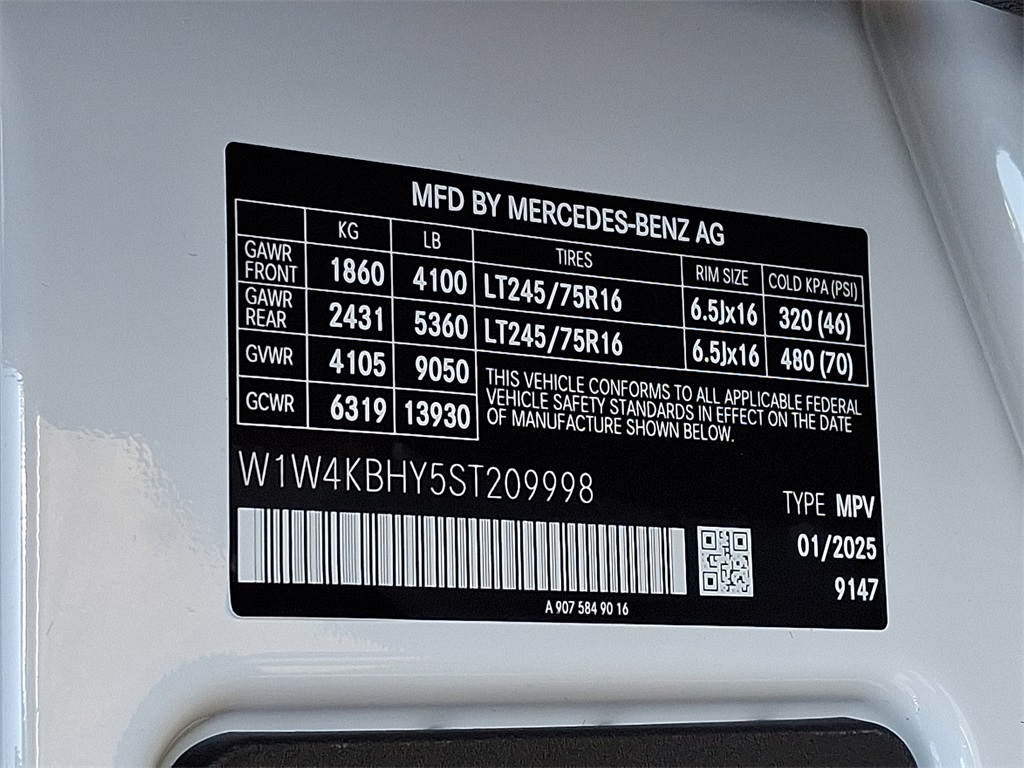 MFD BY MERCEDES-BENZ AG
KG LB TIRES RIM SIZE COLD KPA (PSI)
GAWR FRONT 1860 4100 LT245/75R16 6.5Jx16 320 (46)
GAWR REAR 2431 5360 LT245/75R16 6.5Jx16 480 (70)
GVWR 4105 9050
GCWR 6319 13930
THIS VEHICLE CONFORMS TO ALL APPLICABLE FEDERAL
VEHICLE SAFETY STANDARDS IN EFFECT ON THE DATE
OF MANUFACTURE SHOWN BELOW.
W1W4KBHY5ST209998
TYPE MPV
01/2025
9147
A 907 584 90 16